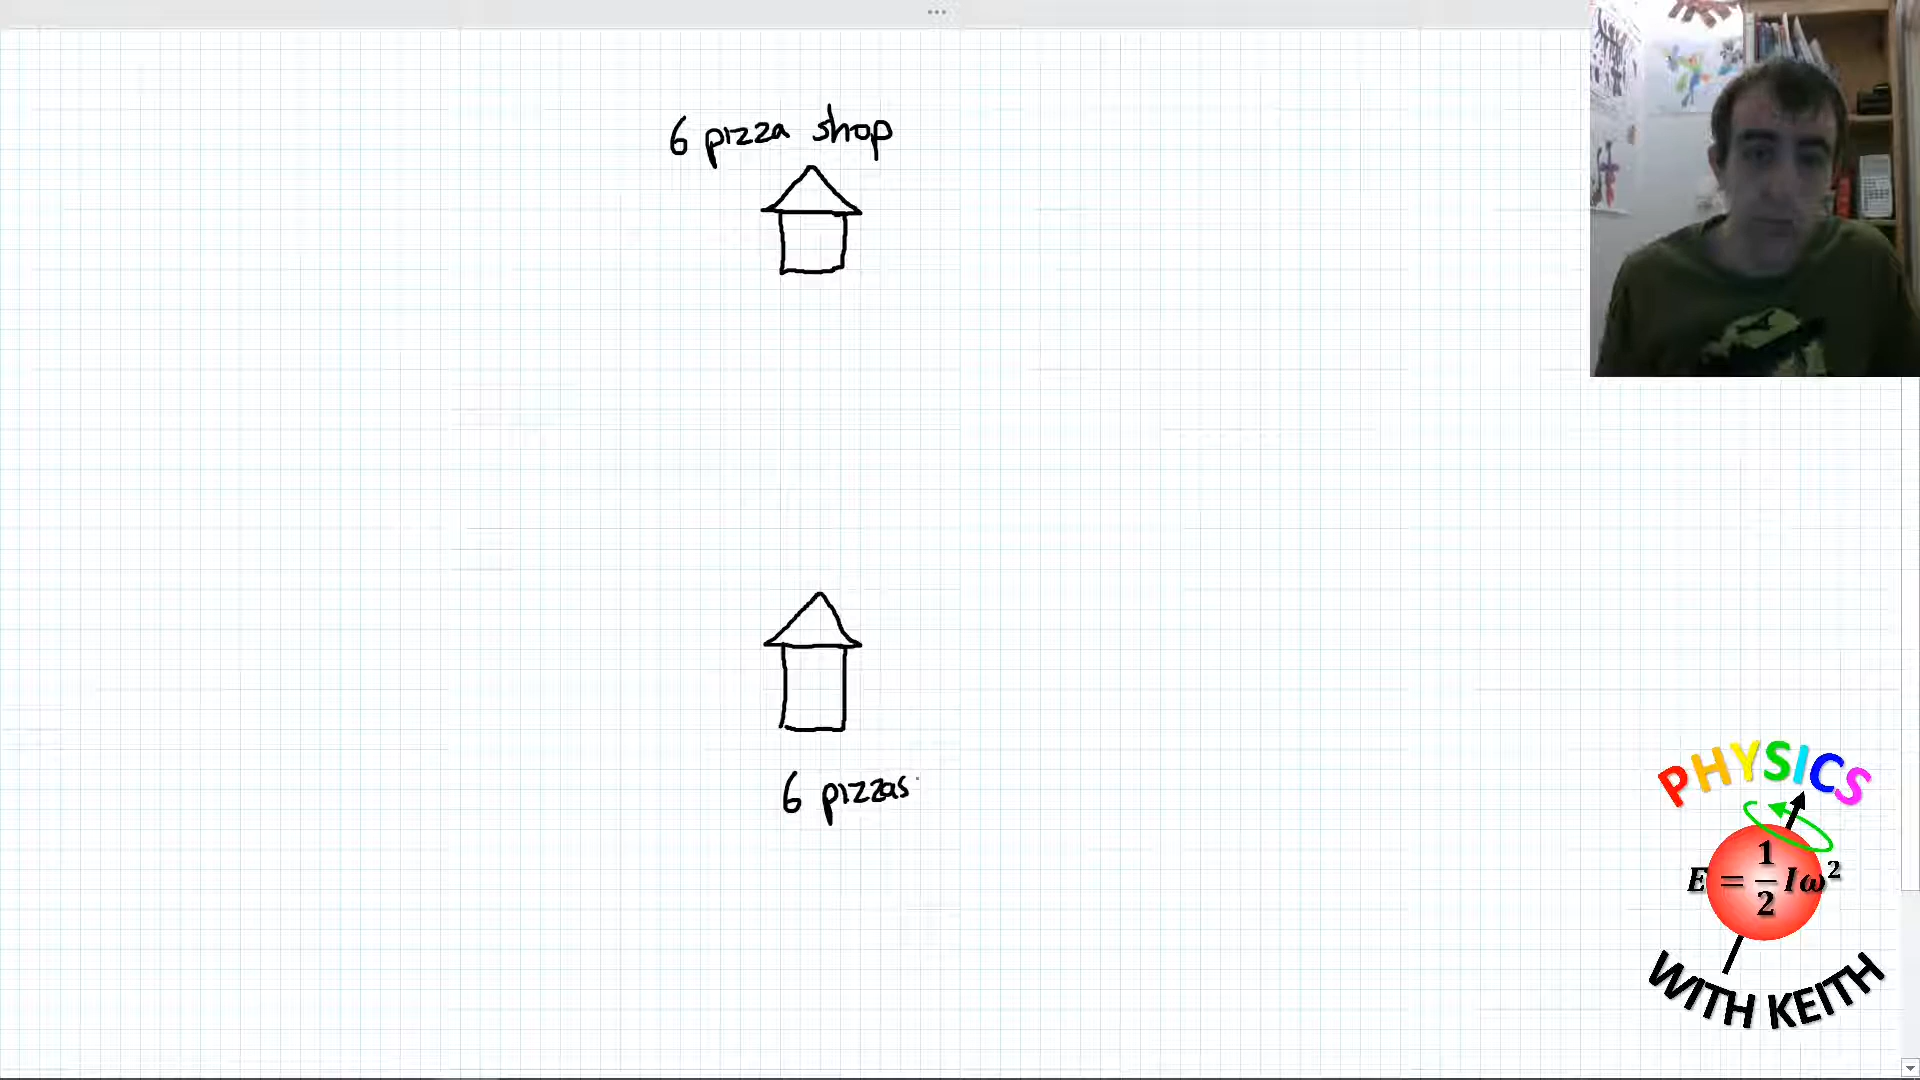 6 pizza shop
6 pizzas
PHYSICS
E = 1/2 Iω²
WITH KEITH